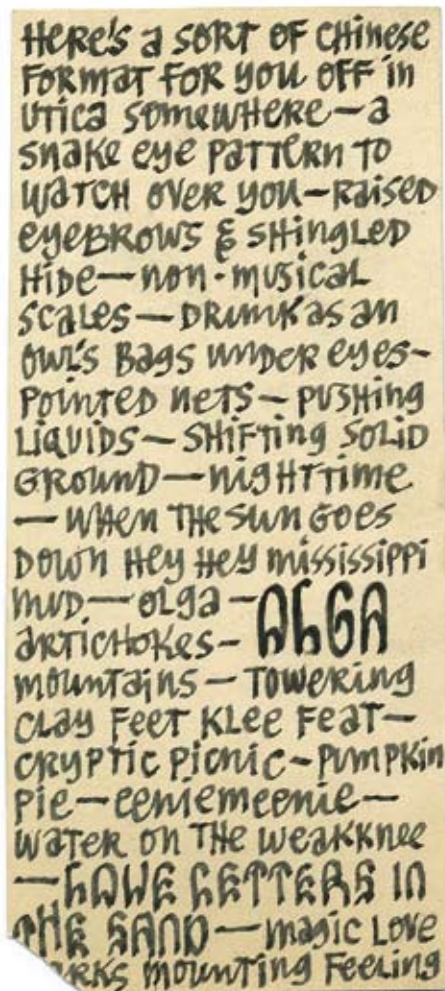 HERE'S a SORT OF CHINESE
FORMAT FOR YOU OFF in
UTICA SOMEWHERE—a
SNAKE EYE PATTERN TO
WATCH OVER YOU—RAISED
EYEBROWS & SHINGLED
HIDE—NON-MUSICAL
SCALES—DRUNK AS AN
OWL'S BAGS UNDER EYES-
POINTED NETS—PUSHING
LIQUIDS—SHIFTING SOLID
GROUND—NIGHTTIME
—WHEN THE SUN GOES
DOWN HEY HEY MISSISSIPPI
MUD—OLGA—ALGA
ARTICHOKES-
MOUNTAINS—TOWERING
CLAY FEET KLEE FEAT—
CRYPTIC PICNIC-PUMPKIN
PIE—EENIEMEENIE—
WATER ON THE WEAKKNEE
—LOVE LETTERS IN
THE SAND—MAGIC LOVE
MOUNTING FEELING